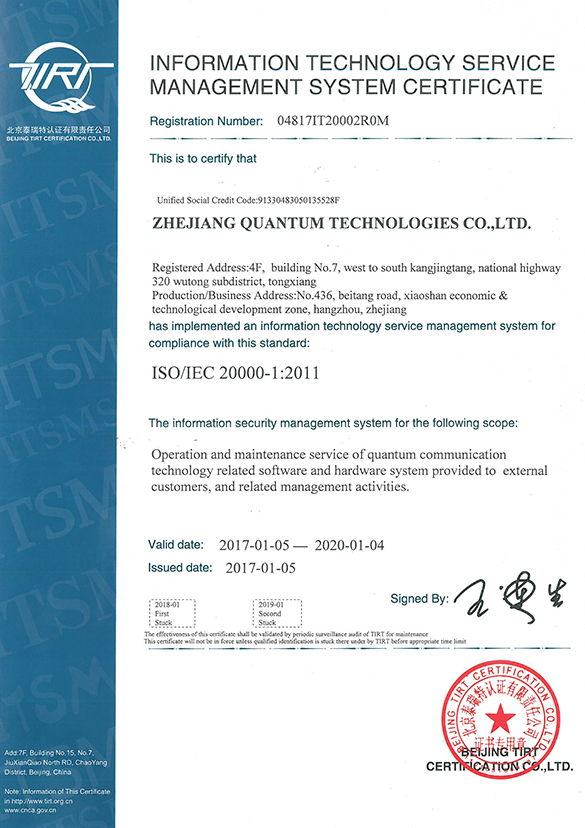 TIRT
北京泰瑞特认证有限责任公司
BEIJING TIRT CERTIFICATION CO.,LTD.
INFORMATION TECHNOLOGY SERVICE
MANAGEMENT SYSTEM CERTIFICATE
Registration Number: 04817IT20002R0M
This is to certify that
Unified Social Credit Code:91330483050135528F
ZHEJIANG QUANTUM TECHNOLOGIES CO.,LTD.
Registered Address:4F, building No.7, west to south kangjingtang, national highway
320 wutong subdistrict, tongxiang
Production/Business Address:No.436, beitang road, xiaoshan economic &
technological development zone, hangzhou, zhejiang
has implemented an information technology service management system for
compliance with this standard:
ISO/IEC 20000-1:2011
The information security management system for the following scope:
Operation and maintenance service of quantum communication
technology related software and hardware system provided to external
customers, and related management activities.
Valid date: 2017-01-05 — 2020-01-04
Issued date: 2017-01-05
2018-01
First
Stuck
2019-01
Second
Stuck
Signed By:
The effectiveness of this certificate shall be validated by periodic surveillance audit of TIRT for maintenance
This certificate will not be in force unless qualified identification is stuck there under by TIRT before appropriate time limit
BEIJING TIRT CERTIFICATION CO.,LTD.
北京泰瑞特认证有限责任公司
证书专用章
BEIJING TIRT
CERTIFICATION CO.,LTD.
Add:7F, Building No.15, No.7,
JiuXianQiao North RD, ChaoYang
District, Beijing, China
Note: Information of This Certificate
in http://www.tirt.org.cn
www.cnca.gov.cn
ITSMS
ITSMS
ITSMS
ITSMS
ITSMS
ITSMS
ITSMS